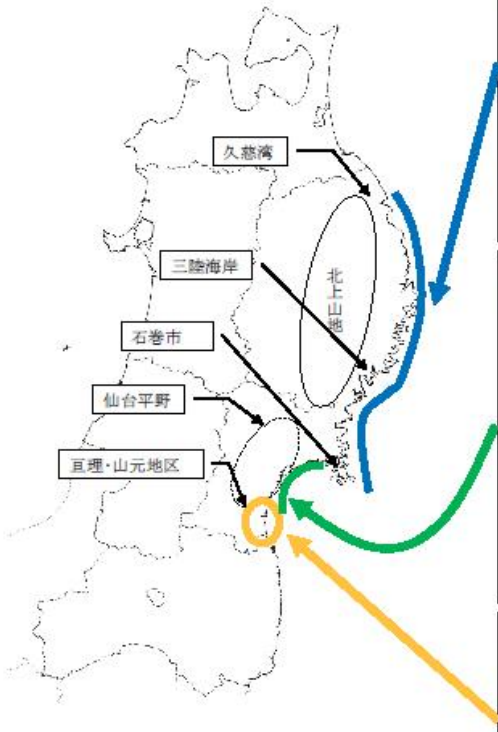 久慈湾
三陸海岸
北上山地
石巻市
仙台平野
亘理・山元地区